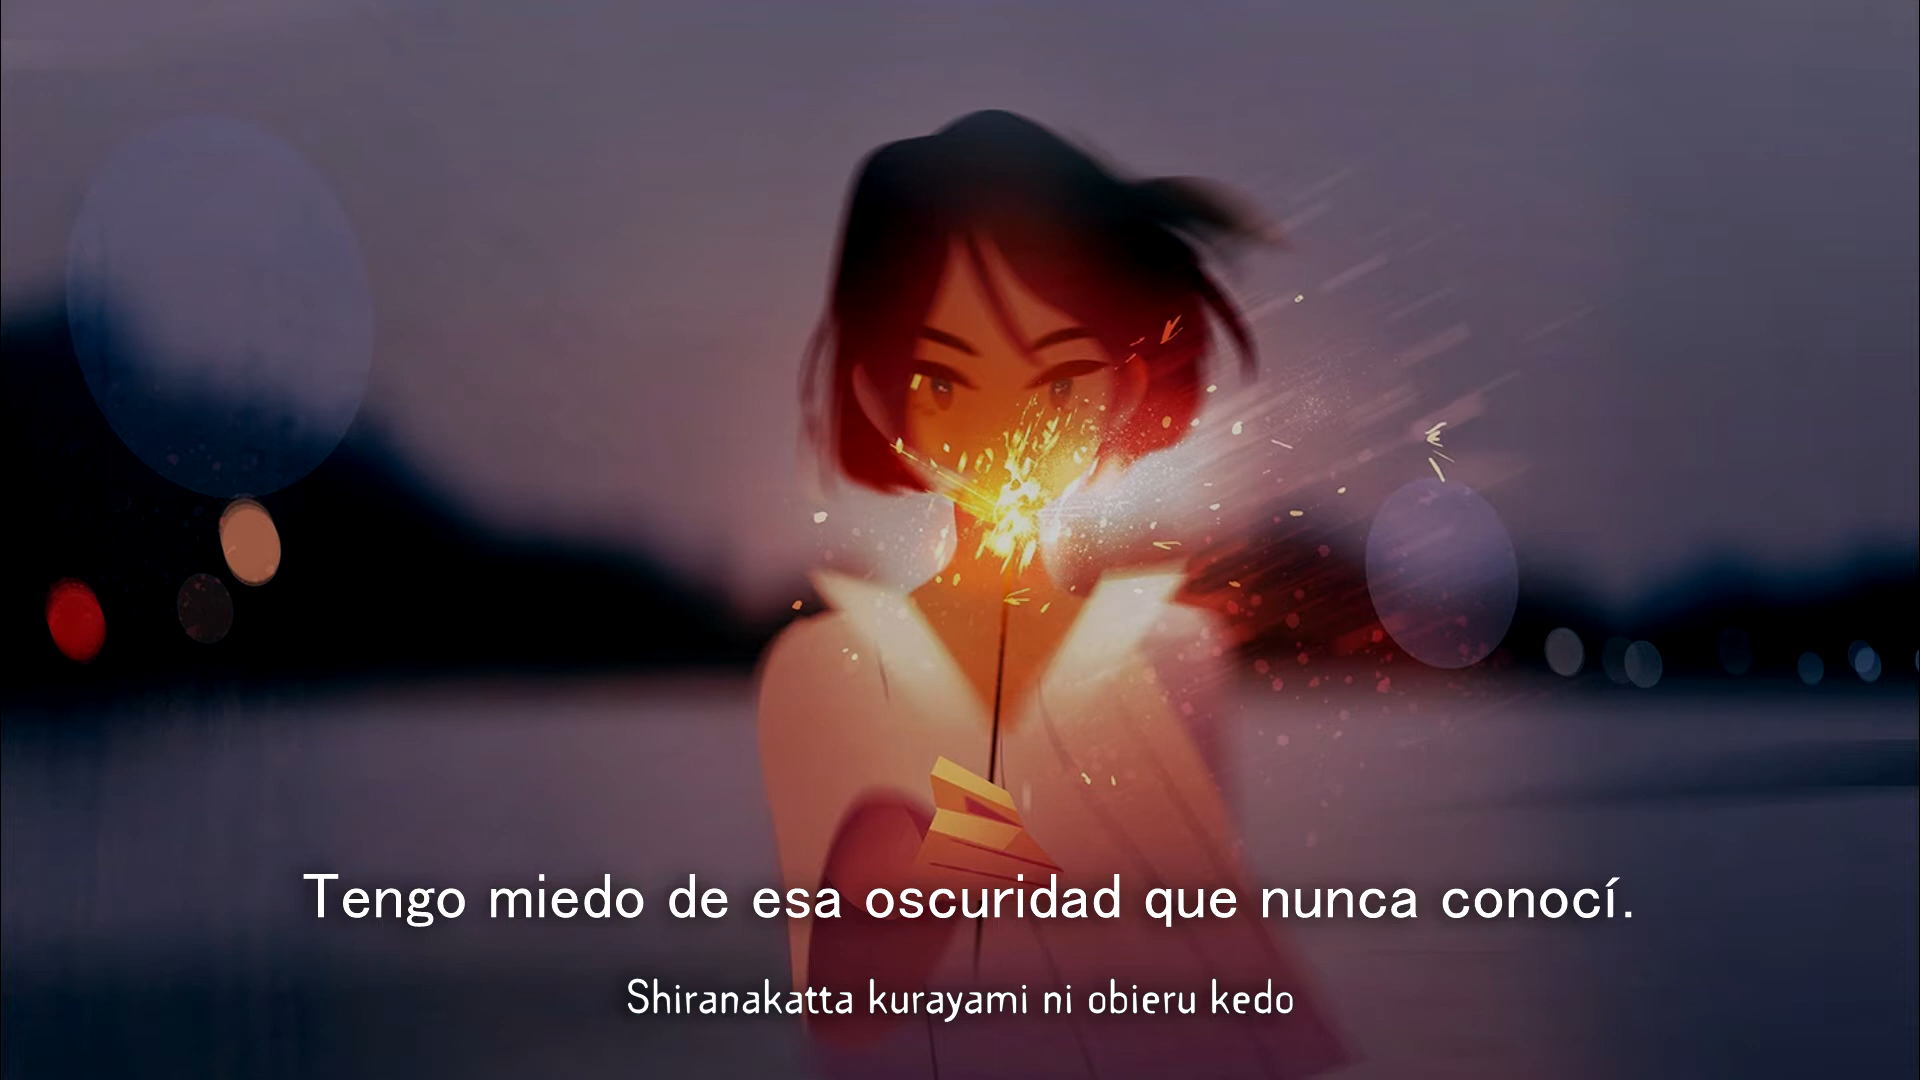 Tengo miedo de esa oscuridad que nunca conocí.
Shiranakatta kurayami ni obieru kedo